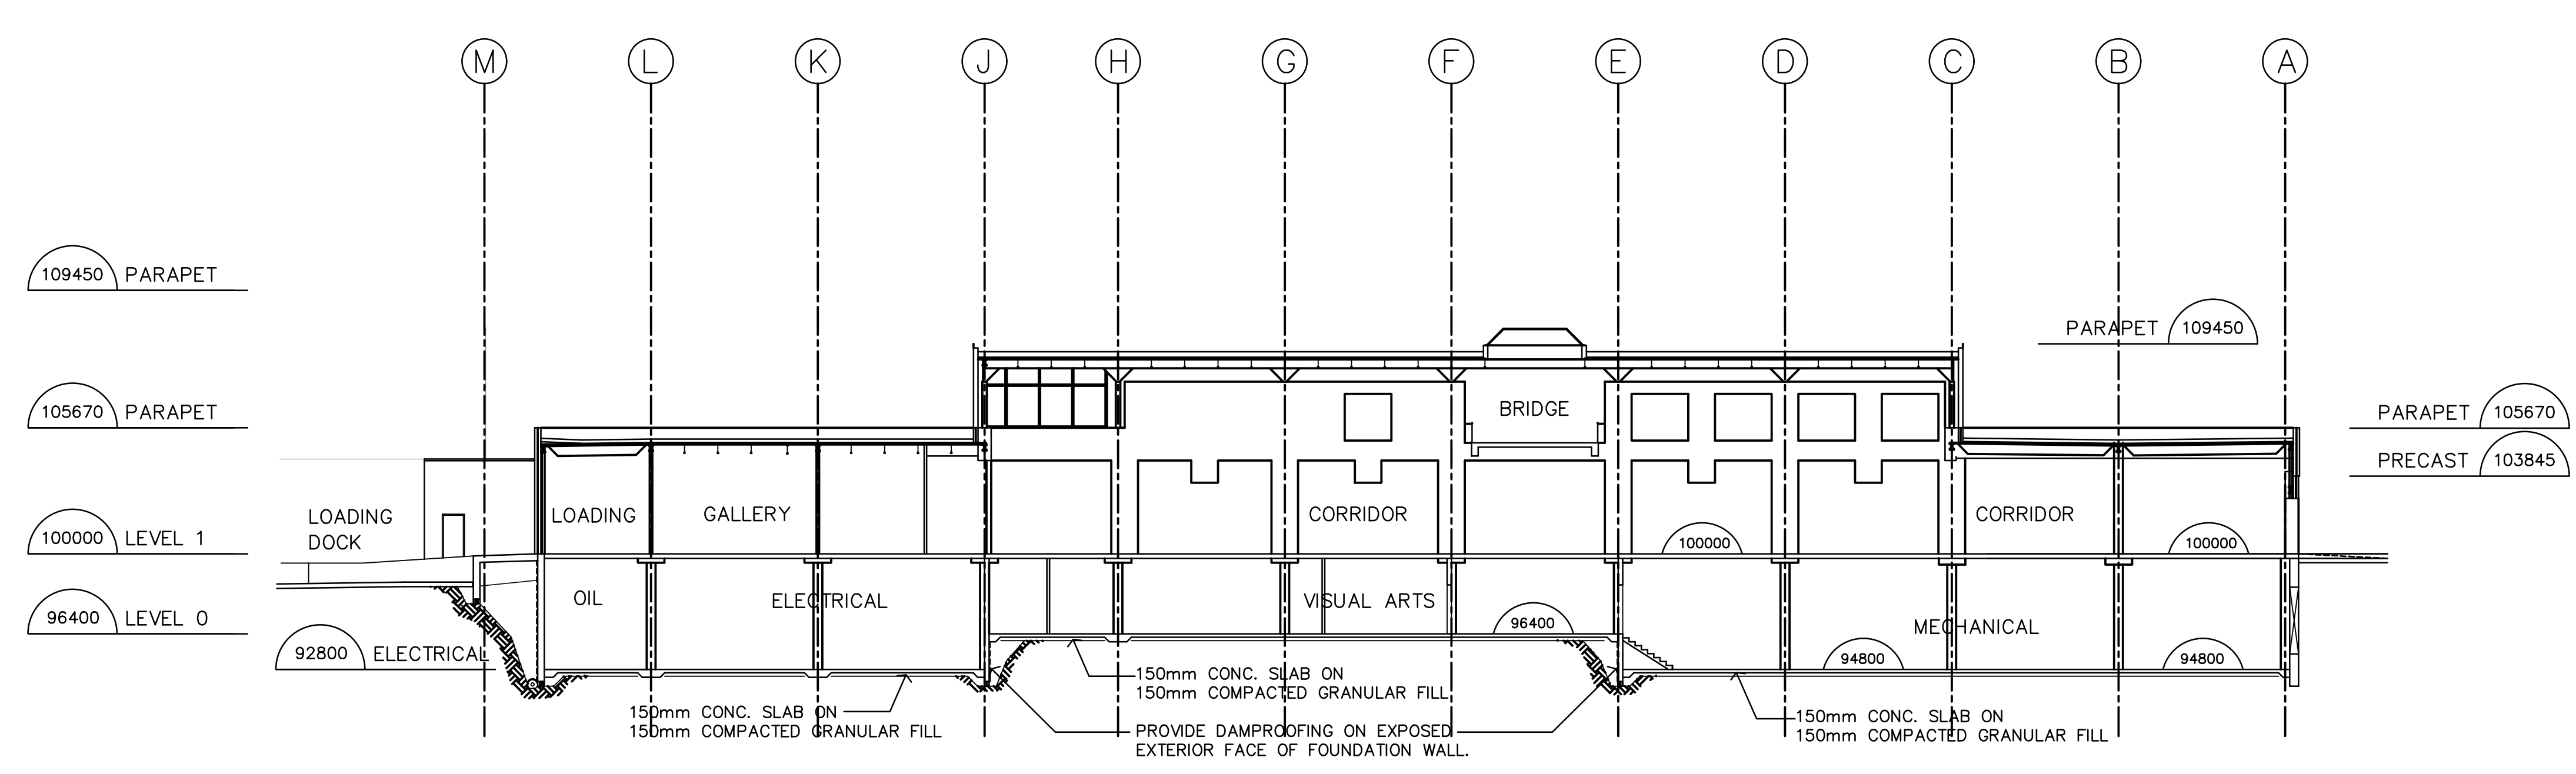 M L K J H G F E D C B A
109450 PARAPET
PARAPET 109450
105670 PARAPET
BRIDGE
PARAPET 105670
PRECAST 103845
LOADING
DOCK
LOADING
GALLERY
CORRIDOR
CORRIDOR
100000 LEVEL 1
100000
100000
OIL
ELECTRICAL
VISUAL ARTS
96400 LEVEL 0
96400
MECHANICAL
92800 ELECTRICAL
94800
94800
150mm CONC. SLAB ON
150mm COMPACTED GRANULAR FILL
150mm CONC. SLAB ON
150mm COMPACTED GRANULAR FILL
PROVIDE DAMPROOFING ON EXPOSED
EXTERIOR FACE OF FOUNDATION WALL.
150mm CONC. SLAB ON
150mm COMPACTED GRANULAR FILL